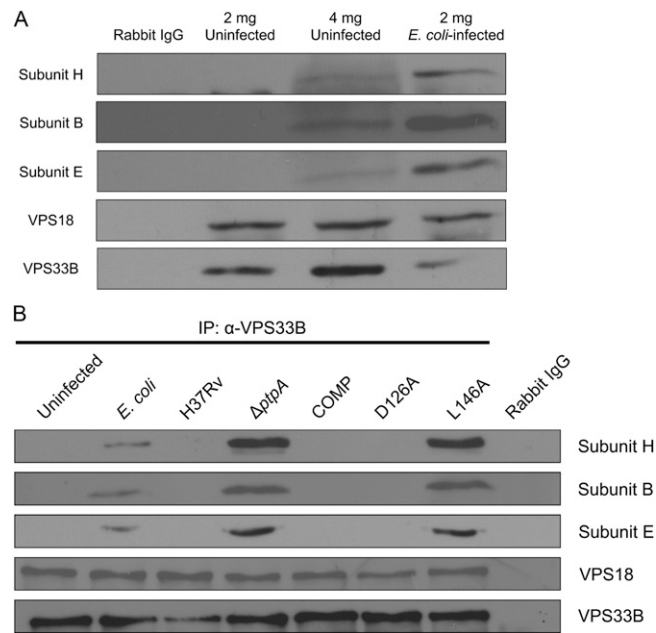 A
Rabbit IgG
2 mg
Uninfected
4 mg
Uninfected
2 mg
E. coli-infected
Subunit H
Subunit B
Subunit E
VPS18
VPS33B
B
IP: α-VPS33B
Uninfected
E. coli
H37Rv
ΔptpA
COMP
D126A
L146A
Rabbit IgG
Subunit H
Subunit B
Subunit E
VPS18
VPS33B